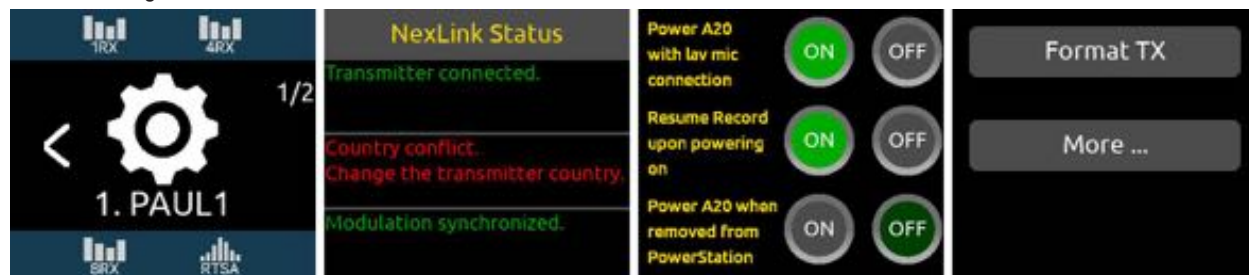 1RX 4RX
1/2
<
1. PAUL1
8RX RTSA
NexLink Status
Transmitter connected.
Country conflict.
Change the transmitter country.
Modulation synchronized.
Power A20
with lav mic
connection
ON OFF
Resume Record
upon powering
on
ON OFF
Power A20 when
removed from
PowerStation
ON OFF
Format TX
More ...